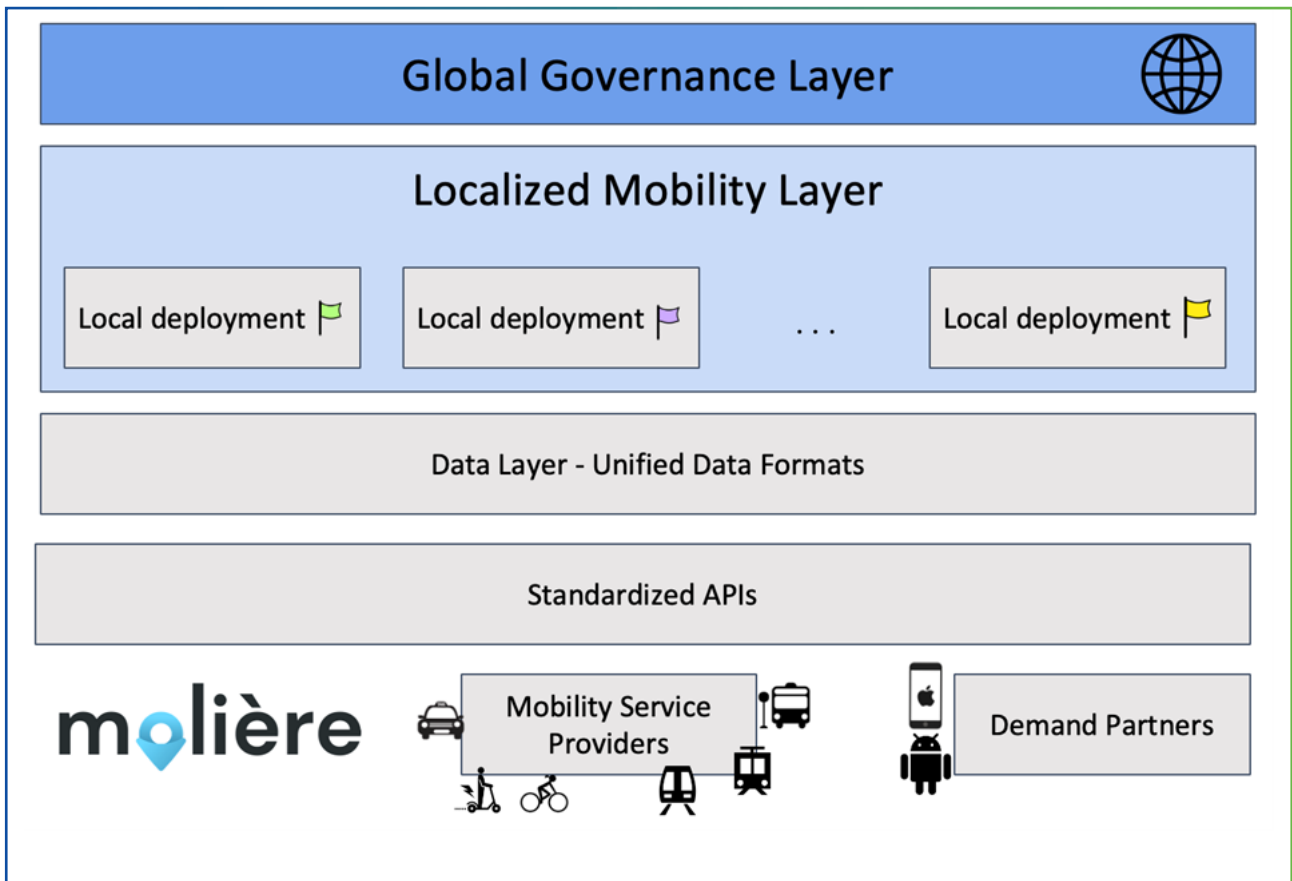 Global Governance Layer
Localized Mobility Layer
Local deployment
Local deployment
. . .
Local deployment
Data Layer - Unified Data Formats
Standardized APIs
molière
Mobility Service
Providers
Demand Partners